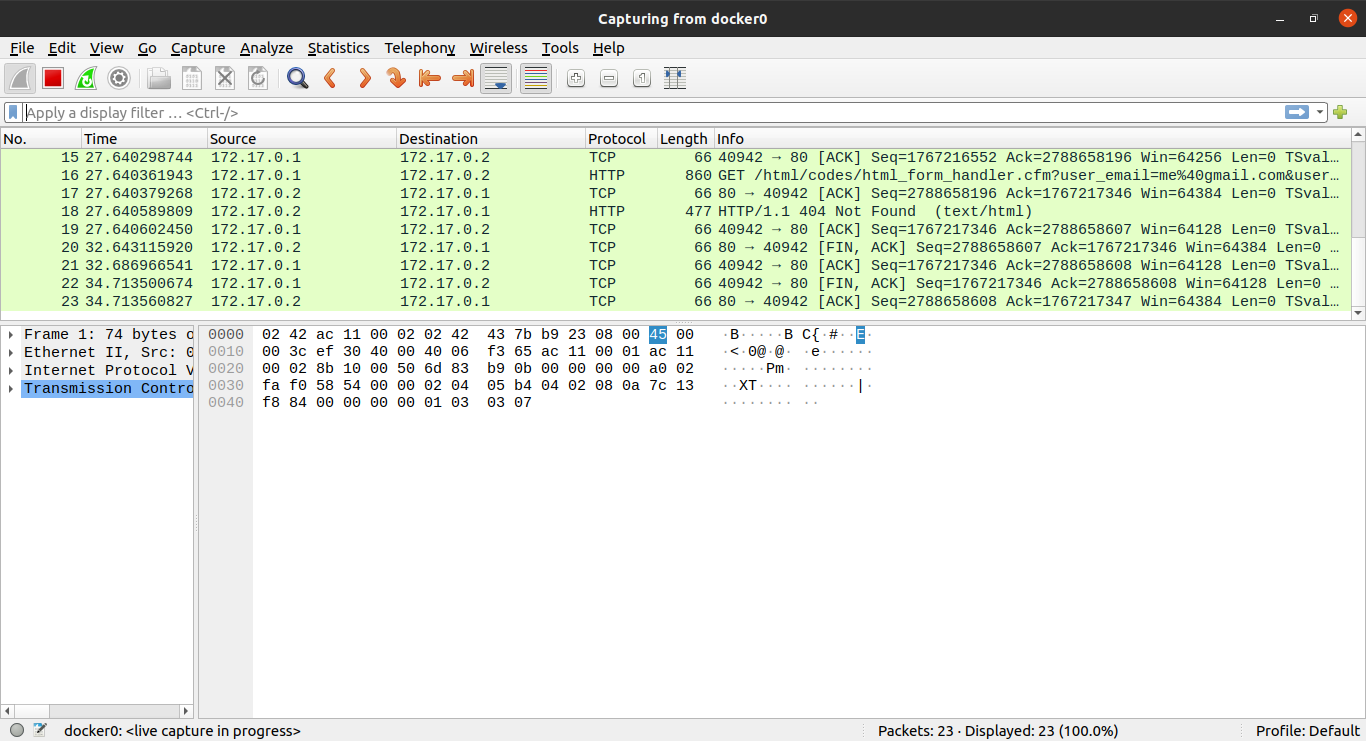 Capturing from docker0
File Edit View Go Capture Analyze Statistics Telephony Wireless Tools Help
Apply a display filter … <Ctrl-/>
No. Time Source Destination Protocol Length Info
15 27.640298744 172.17.0.1 172.17.0.2 TCP 66 40942 → 80 [ACK] Seq=1767216552 Ack=2788658196 Win=64256 Len=0 TSval…
16 27.640361943 172.17.0.1 172.17.0.2 HTTP 860 GET /html/codes/html_form_handler.cfm?user_email=me%40gmail.com&user…
17 27.640379268 172.17.0.2 172.17.0.1 TCP 66 80 → 40942 [ACK] Seq=2788658196 Ack=1767217346 Win=64384 Len=0 TSval…
18 27.640589809 172.17.0.2 172.17.0.1 HTTP 477 HTTP/1.1 404 Not Found (text/html)
19 27.640602450 172.17.0.1 172.17.0.2 TCP 66 40942 → 80 [ACK] Seq=1767217346 Ack=2788658607 Win=64128 Len=0 TSval…
20 32.643115920 172.17.0.2 172.17.0.1 TCP 66 80 → 40942 [FIN, ACK] Seq=2788658607 Ack=1767217346 Win=64384 Len=0 …
21 32.686966541 172.17.0.1 172.17.0.2 TCP 66 40942 → 80 [ACK] Seq=1767217346 Ack=2788658608 Win=64128 Len=0 TSval…
22 34.713500674 172.17.0.1 172.17.0.2 TCP 66 40942 → 80 [FIN, ACK] Seq=1767217346 Ack=2788658608 Win=64128 Len=0 …
23 34.713560827 172.17.0.2 172.17.0.1 TCP 66 80 → 40942 [ACK] Seq=2788658608 Ack=1767217347 Win=64384 Len=0 TSval…
Frame 1: 74 bytes o
Ethernet II, Src: 0
Internet Protocol V
Transmission Contro
0000 02 42 ac 11 00 02 02 42 43 7b b9 23 08 00 45 00 ·B·····B C{·#··E·
0010 00 3c ef 30 40 00 40 06 f3 65 ac 11 00 01 ac 11 ·<·0@·@· ·e······
0020 00 02 8b 10 00 50 6d 83 b9 0b 00 00 00 00 a0 02 ·····Pm· ········
0030 fa f0 58 54 00 00 02 04 05 b4 04 02 08 0a 7c 13 ··XT···· ······|·
0040 f8 84 00 00 00 00 01 03 03 07 ········ ··
docker0: <live capture in progress> Packets: 23 · Displayed: 23 (100.0%) Profile: Default